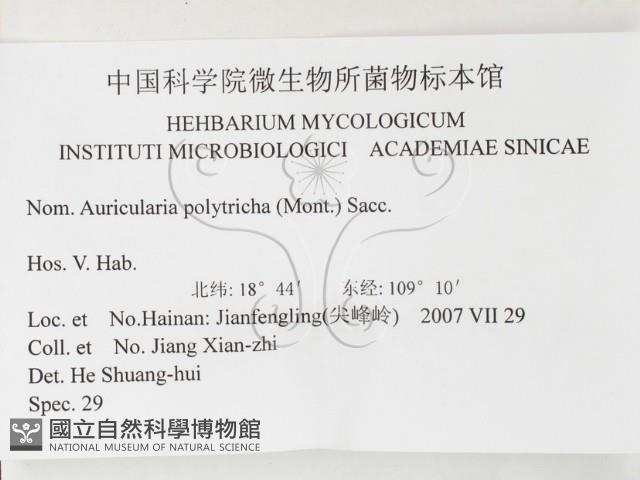 中国科学院微生物所菌物标本馆
HEHBARIUM MYCOLOGICUM
INSTITUTI MICROBIOLOGICI ACADEMIAE SINICAE
Nom. Auricularia polytricha (Mont.) Sacc.
Hos. V. Hab.
北纬: 18° 44′ 东经: 109° 10′
Loc. et No.Hainan: Jianfengling(尖峰岭) 2007 VII 29
Coll. et No. Jiang Xian-zhi
Det. He Shuang-hui
Spec. 29
國立自然科學博物館
NATIONAL MUSEUM OF NATURAL SCIENCE